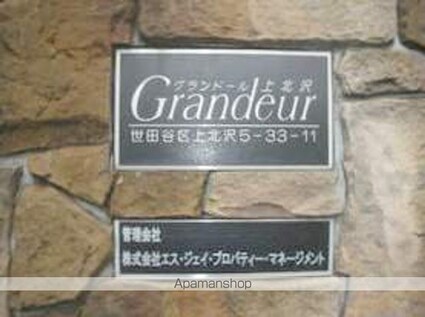 グランドール 上北沢
Grandeur
世田谷区上北沢5-33-11
管理会社
株式会社エス・ジェイ・プロパティー・マネージメント
Apamanshop